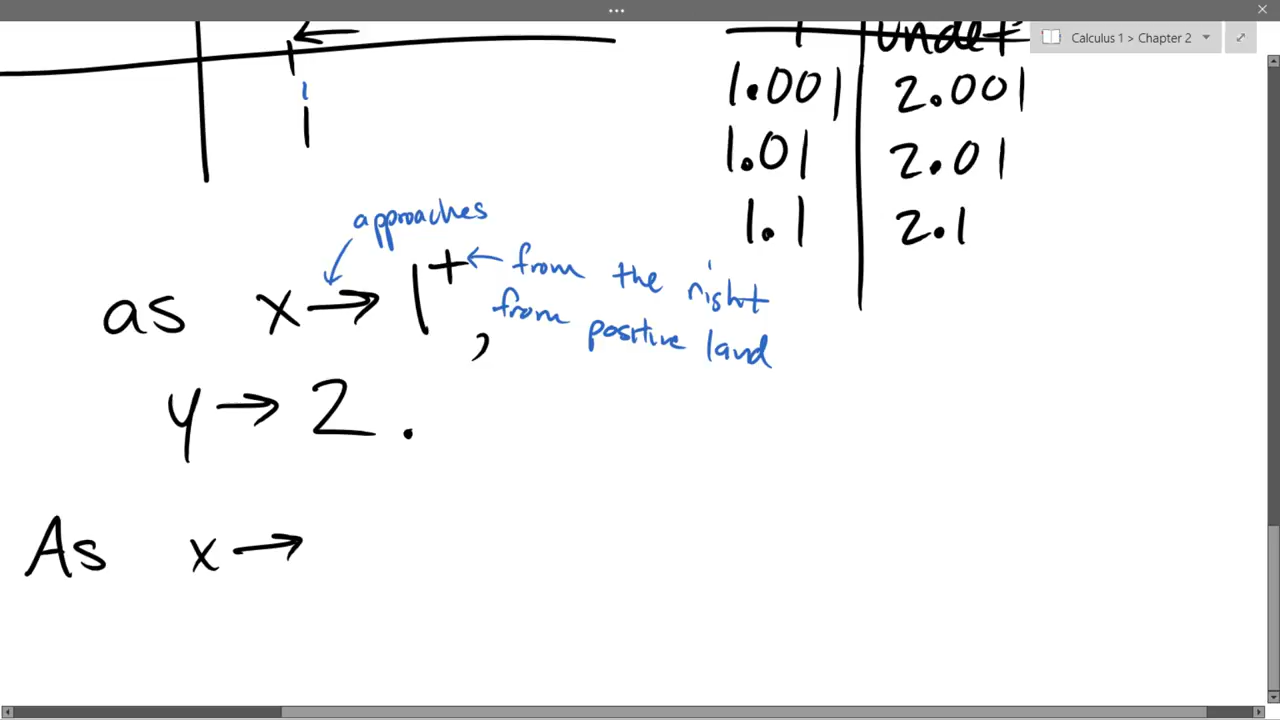 undef
Calculus 1 > Chapter 2
1.001 2.001
1.01 2.01
1.1 2.1
1
approaches
as x → 1⁺,
← from the right
from positive land
y → 2.
As x →